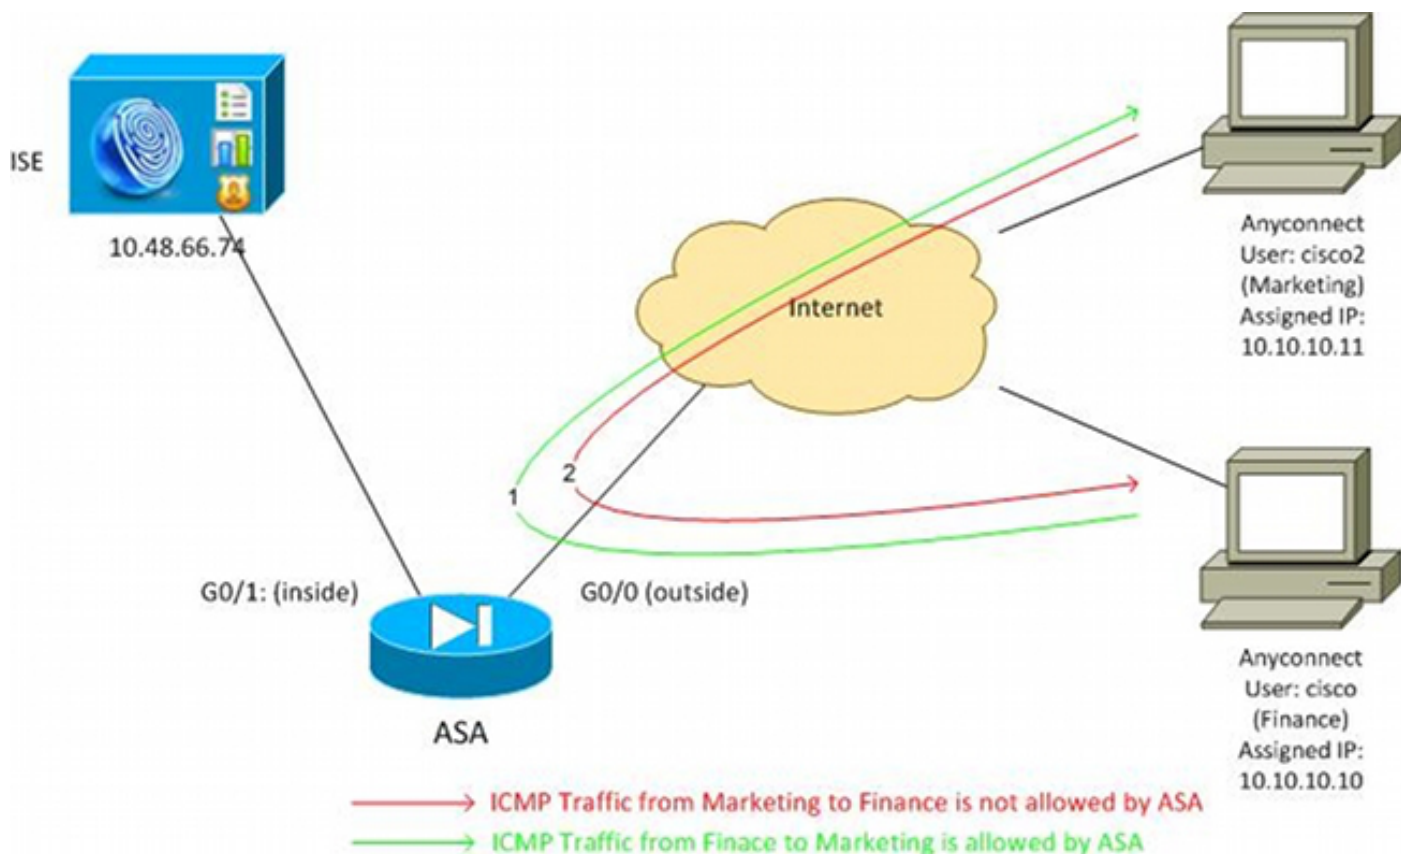 ISE
10.48.66.74
Internet
Anyconnect
User: cisco2
(Marketing)
Assigned IP:
10.10.10.11
1
2
G0/1: (inside)
G0/0 (outside)
ASA
Anyconnect
User: cisco
(Finance)
Assigned IP:
10.10.10.10
ICMP Traffic from Marketing to Finance is not allowed by ASA
ICMP Traffic from Finace to Marketing is allowed by ASA